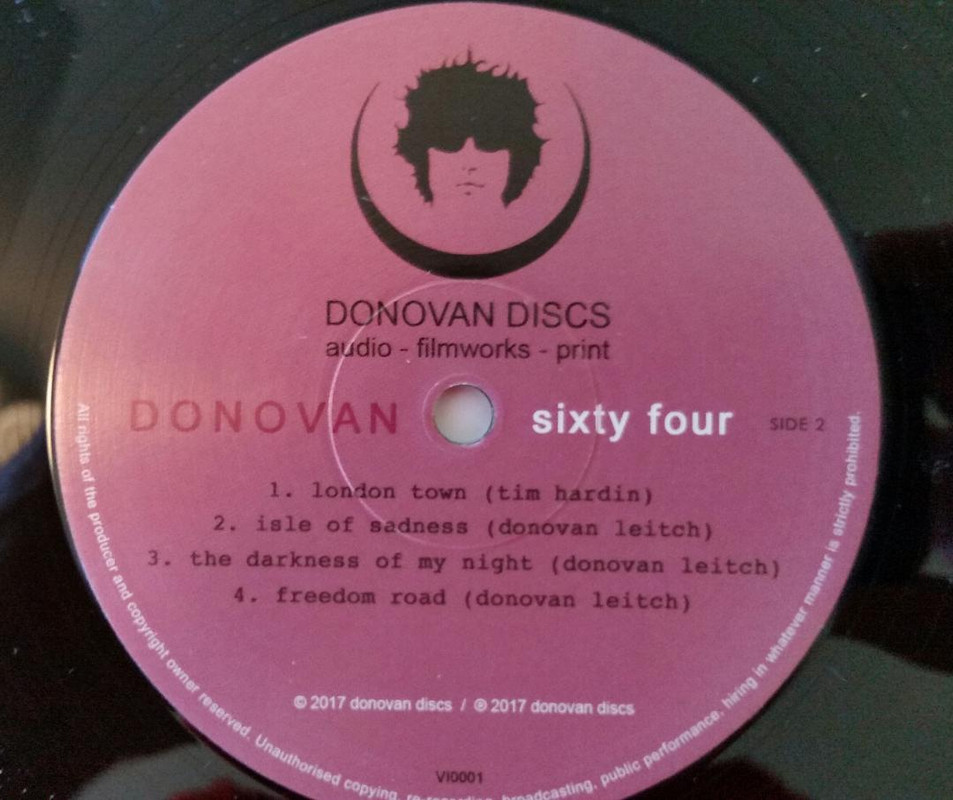 DONOVAN DISCS
audio - filmworks - print
DONOVAN sixty four SIDE 2
1. london town (tim hardin)
2. isle of sadness (donovan leitch)
3. the darkness of my night (donovan leitch)
4. freedom road (donovan leitch)
© 2017 donovan discs / ℗ 2017 donovan discs
VI0001
All rights of the producer and copyright owner reserved. Unauthorised copying, re-recording, broadcasting, public performance, hiring in whatever manner is strictly prohibited.